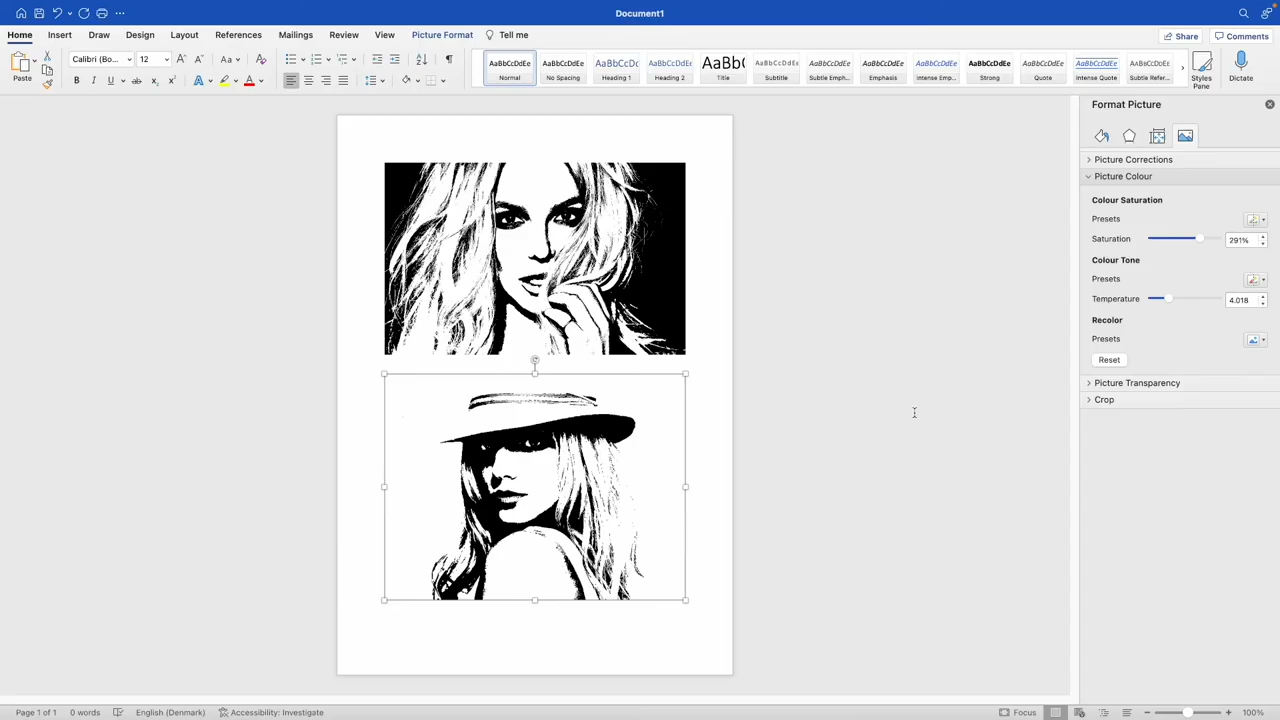 Document1
Home
Insert
Draw
Design
Layout
References
Mailings
Review
View
Picture Format
Tell me
Share
Comments
Paste
Calibri (Bo...
12
AaBbCcDdEe
Normal
AaBbCcDdEe
No Spacing
AaBbCcDc
Heading 1
AaBbCcDdEe
Heading 2
AaBb(
Title
AaBbCcDdEe
Subtitle
AaBbCcDdEe
Subtle Emph...
AaBbCcDdEe
Emphasis
AaBbCcDdEe
Intense Emp...
AaBbCcDdEe
Strong
AaBbCcDdEe
Quote
AaBbCcDdEe
Intense Quote
AaBbCcDdEe
Subtle Refer...
Styles
Pane
Dictate
Format Picture
Picture Corrections
Picture Colour
Colour Saturation
Presets
Saturation
291%
Colour Tone
Presets
Temperature
4.018
Recolor
Presets
Reset
Picture Transparency
Crop
Page 1 of 1
0 words
English (Denmark)
Accessibility: Investigate
Focus
100%